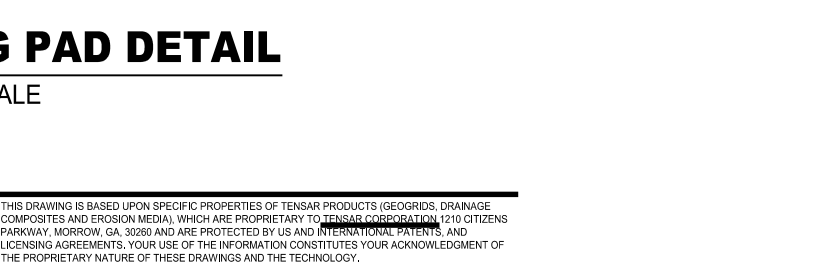 G PAD DETAIL
ALE
THIS DRAWING IS BASED UPON SPECIFIC PROPERTIES OF TENSAR PRODUCTS (GEOGRIDS, DRAINAGE
COMPOSITES AND EROSION MEDIA), WHICH ARE PROPRIETARY TO TENSAR CORPORATION 1210 CITIZENS
PARKWAY, MORROW, GA, 30260 AND ARE PROTECTED BY US AND INTERNATIONAL PATENTS, AND
LICENSING AGREEMENTS. YOUR USE OF THE INFORMATION CONSTITUTES YOUR ACKNOWLEDGMENT OF
THE PROPRIETARY NATURE OF THESE DRAWINGS AND THE TECHNOLOGY.